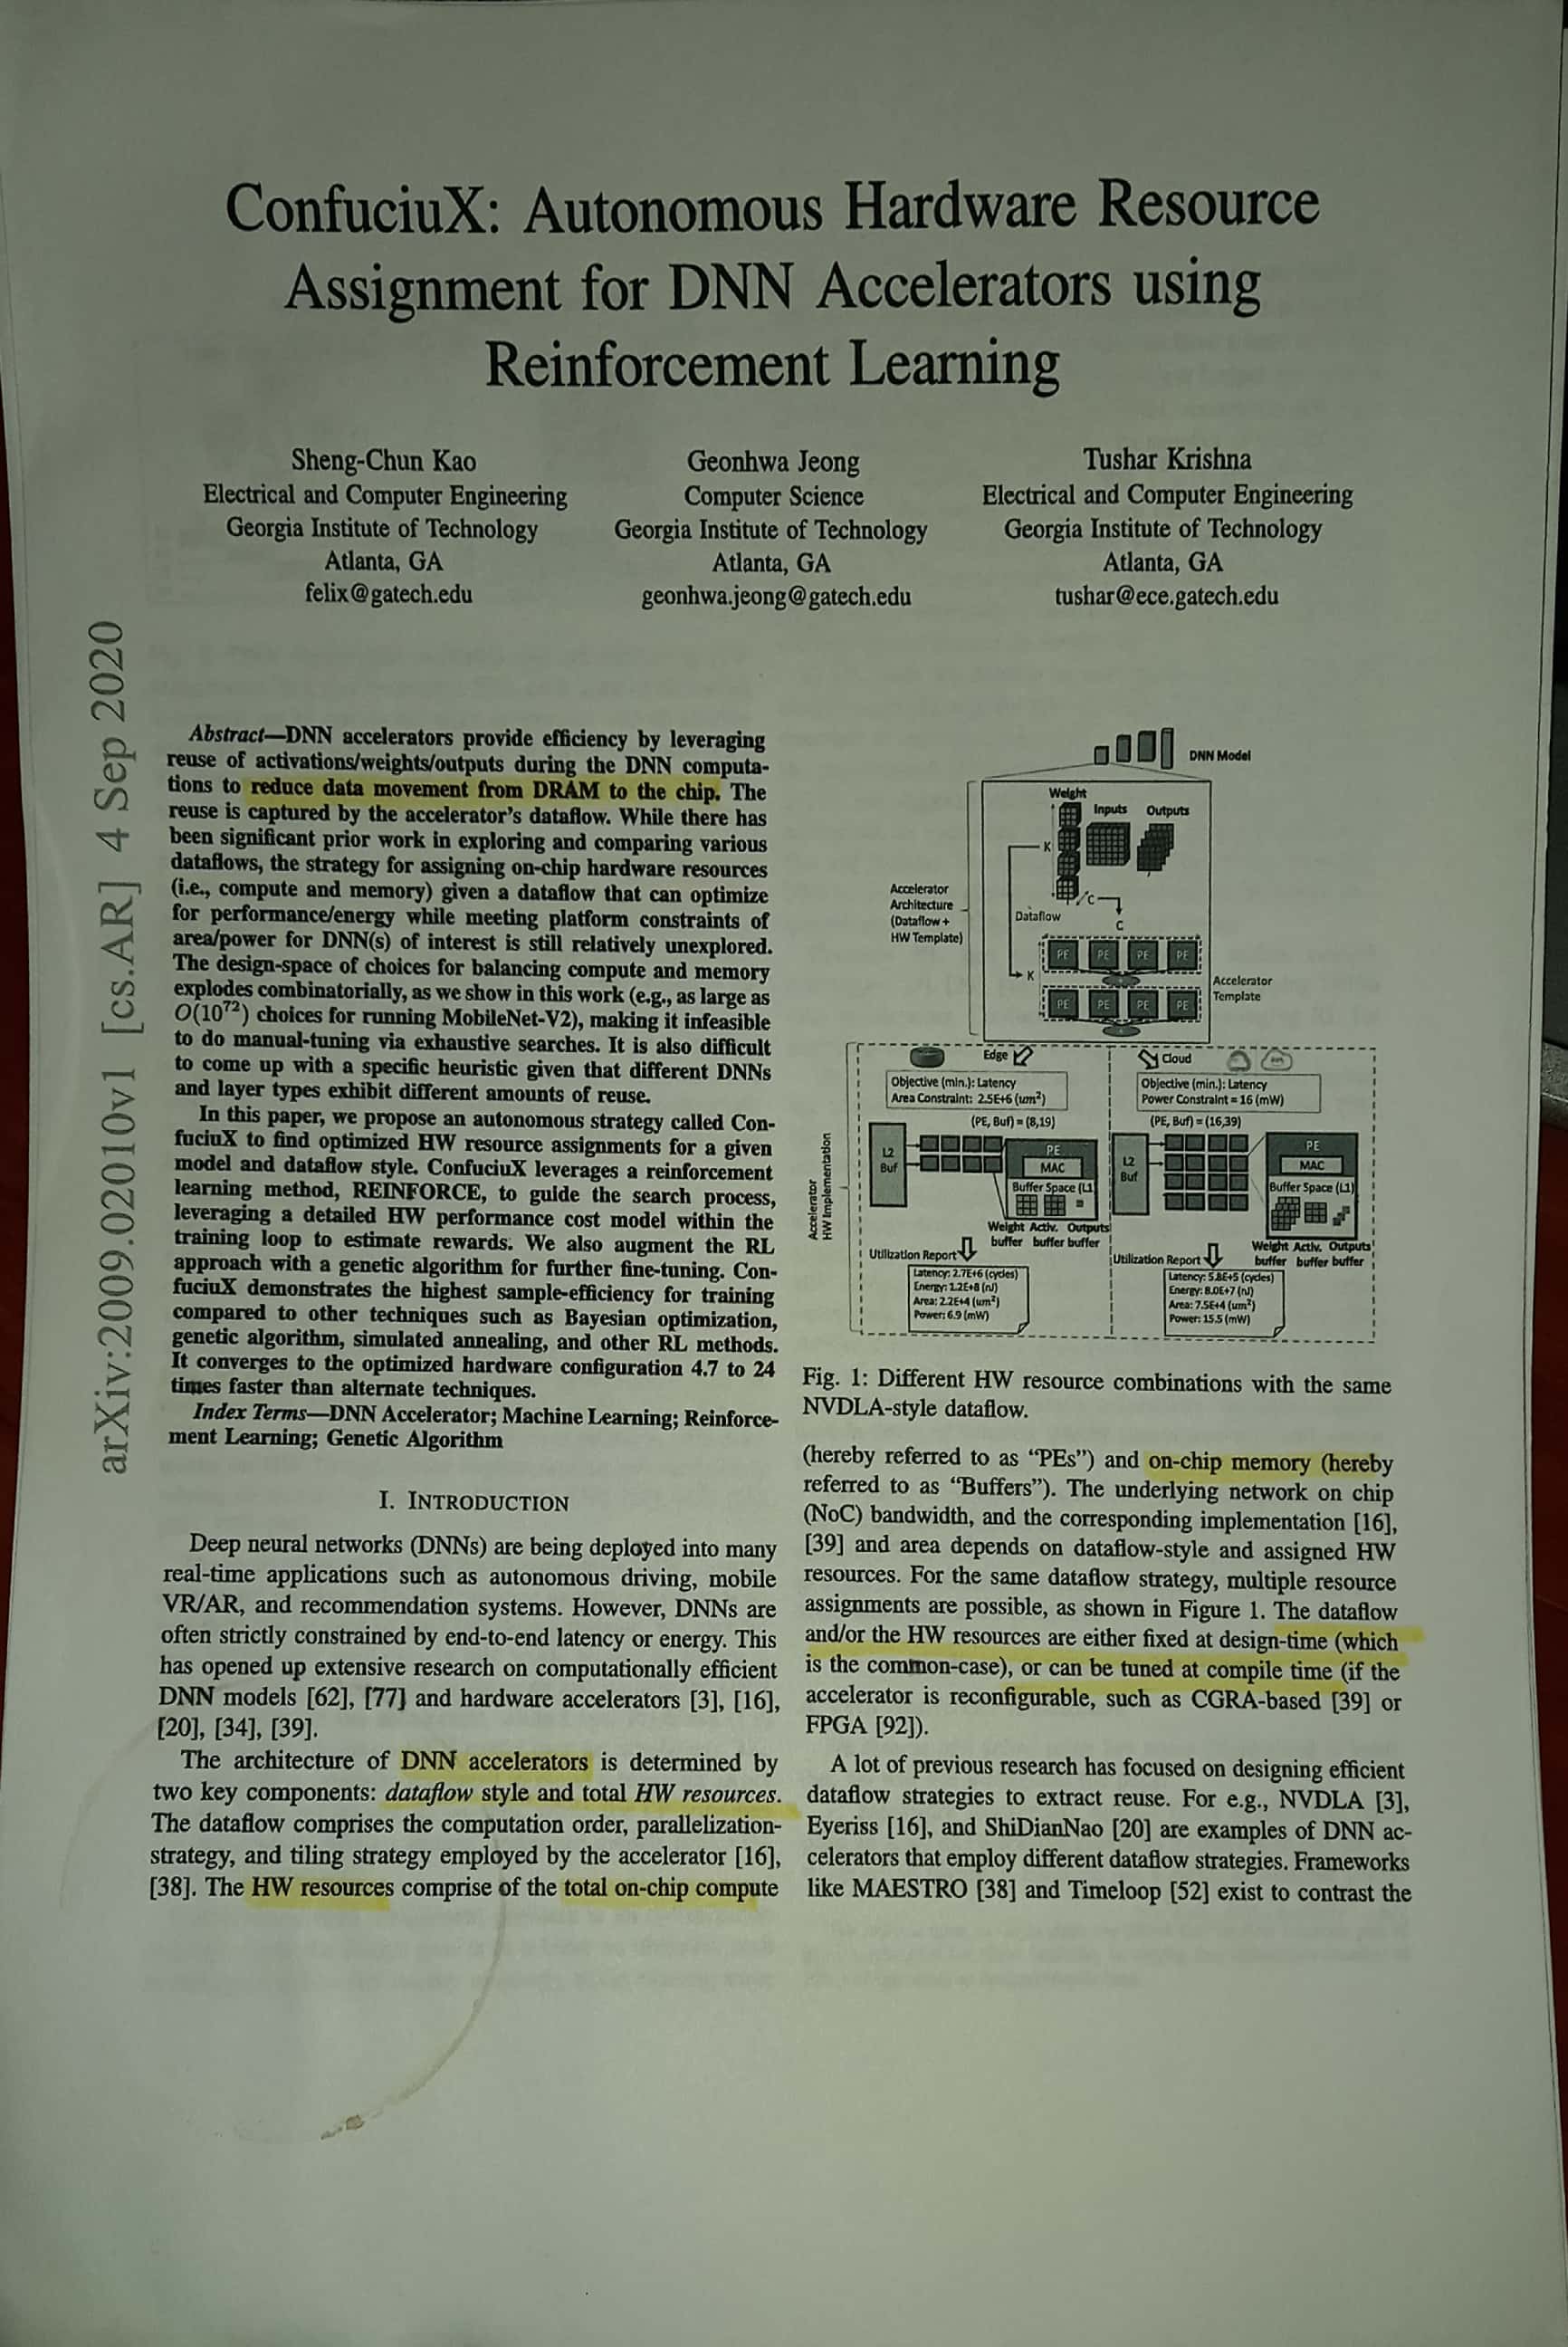 ConfuciuX: Autonomous Hardware Resource
Assignment for DNN Accelerators using
Reinforcement Learning
Sheng-Chun Kao
Electrical and Computer Engineering
Georgia Institute of Technology
Atlanta, GA
felix@gatech.edu
Geonhwa Jeong
Computer Science
Georgia Institute of Technology
Atlanta, GA
geonhwa.jeong@gatech.edu
Tushar Krishna
Electrical and Computer Engineering
Georgia Institute of Technology
Atlanta, GA
tushar@ece.gatech.edu
arXiv:2009.02010v1 [cs.AR] 4 Sep 2020
Abstract—DNN accelerators provide efficiency by leveraging
reuse of activations/weights/outputs during the DNN computa-
tions to reduce data movement from DRAM to the chip. The
reuse is captured by the accelerator's dataflow. While there has
been significant prior work in exploring and comparing various
dataflows, the strategy for assigning on-chip hardware resources
(i.e., compute and memory) given a dataflow that can optimize
for performance/energy while meeting platform constraints of
area/power for DNN(s) of interest is still relatively unexplored.
The design-space of choices for balancing compute and memory
explodes combinatorially, as we show in this work (e.g., as large as
O(10⁷²) choices for running MobileNet-V2), making it infeasible
to do manual-tuning via exhaustive searches. It is also difficult
to come up with a specific heuristic given that different DNNs
and layer types exhibit different amounts of reuse.
In this paper, we propose an autonomous strategy called Con-
fuciuX to find optimized HW resource assignments for a given
model and dataflow style. ConfuciuX leverages a reinforcement
learning method, REINFORCE, to guide the search process,
leveraging a detailed HW performance cost model within the
training loop to estimate rewards. We also augment the RL
approach with a genetic algorithm for further fine-tuning. Con-
fuciuX demonstrates the highest sample-efficiency for training
compared to other techniques such as Bayesian optimization,
genetic algorithm, simulated annealing, and other RL methods.
It converges to the optimized hardware configuration 4.7 to 24
times faster than alternate techniques.
Index Terms—DNN Accelerator; Machine Learning; Reinforce-
ment Learning; Genetic Algorithm
I. INTRODUCTION
Deep neural networks (DNNs) are being deployed into many
real-time applications such as autonomous driving, mobile
VR/AR, and recommendation systems. However, DNNs are
often strictly constrained by end-to-end latency or energy. This
has opened up extensive research on computationally efficient
DNN models [62], [77] and hardware accelerators [3], [16],
[20], [34], [39].
The architecture of DNN accelerators is determined by
two key components: dataflow style and total HW resources.
The dataflow comprises the computation order, parallelization-
strategy, and tiling strategy employed by the accelerator [16],
[38]. The HW resources comprise of the total on-chip compute
DNN Model
Weight
Inputs
Outputs
K
C
Dataflow
C
K
Accelerator
Architecture
(Dataflow +
HW Template)
PE PE PE PE
PE PE PE PE
Accelerator
Template
Accelerator
HW Implementation
Edge
Objective (min.): Latency
Area Constraint: 2.5E+6 (um²)
(PE, Buf) = (8,19)
L2
Buf
PE
MAC
Buffer Space (L1
Weight Activ. Outputs
buffer buffer buffer
Utilization Report
Latency: 2.7E+6 (cycles)
Energy: 1.2E+8 (nJ)
Area: 2.2E+4 (um²)
Power: 6.9 (mW)
Cloud
Objective (min.): Latency
Power Constraint = 16 (mW)
(PE, Buf) = (16,39)
L2
Buf
PE
MAC
Buffer Space (L1)
Weight Activ. Outputs
buffer buffer buffer
Utilization Report
Latency: 5.8E+5 (cycles)
Energy: 8.0E+7 (nJ)
Area: 7.5E+4 (um²)
Power: 15.5 (mW)
Fig. 1: Different HW resource combinations with the same
NVDLA-style dataflow.
(hereby referred to as “PEs”) and on-chip memory (hereby
referred to as “Buffers”). The underlying network on chip
(NoC) bandwidth, and the corresponding implementation [16],
[39] and area depends on dataflow-style and assigned HW
resources. For the same dataflow strategy, multiple resource
assignments are possible, as shown in Figure 1. The dataflow
and/or the HW resources are either fixed at design-time (which
is the common-case), or can be tuned at compile time (if the
accelerator is reconfigurable, such as CGRA-based [39] or
FPGA [92]).
A lot of previous research has focused on designing efficient
dataflow strategies to extract reuse. For e.g., NVDLA [3],
Eyeriss [16], and ShiDianNao [20] are examples of DNN ac-
celerators that employ different dataflow strategies. Frameworks
like MAESTRO [38] and Timeloop [52] exist to contrast the